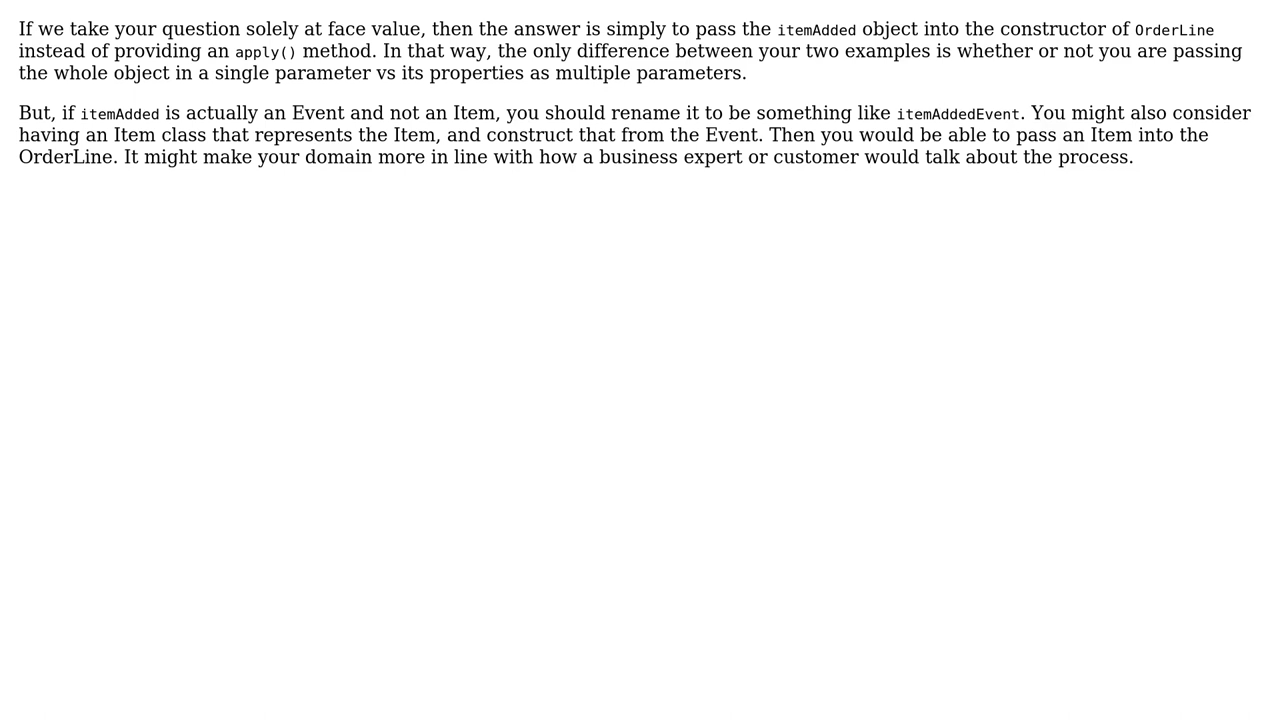 If we take your question solely at face value, then the answer is simply to pass the itemAdded object into the constructor of OrderLine
instead of providing an apply() method. In that way, the only difference between your two examples is whether or not you are passing
the whole object in a single parameter vs its properties as multiple parameters.
But, if itemAdded is actually an Event and not an Item, you should rename it to be something like itemAddedEvent. You might also consider
having an Item class that represents the Item, and construct that from the Event. Then you would be able to pass an Item into the
OrderLine. It might make your domain more in line with how a business expert or customer would talk about the process.